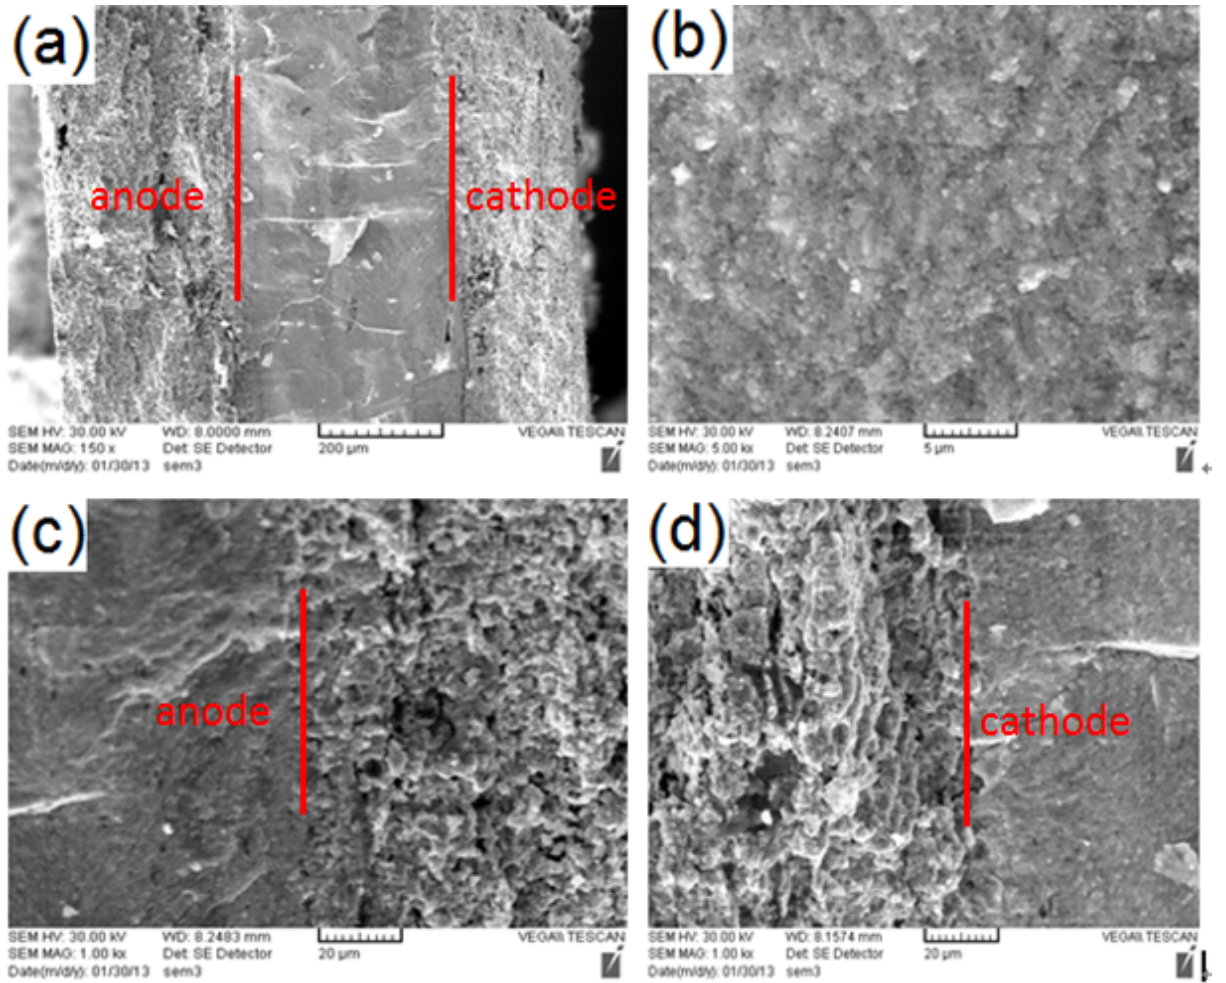 (a)
anode
cathode
SEM HV: 30.00 kV WD: 8.0000 mm VEGAII.TESCAN
SEM MAG: 150 x Det: SE Detector 200 µm
Date(m/d/y): 01/30/13 sem3
(b)
SEM HV: 30.00 kV WD: 8.2407 mm VEGAII.TESCAN
SEM MAG: 5.00 kx Det: SE Detector 5 µm
Date(m/d/y): 01/30/13 sem3
(c)
anode
SEM HV: 30.00 kV WD: 8.2483 mm VEGAII.TESCAN
SEM MAG: 1.00 kx Det: SE Detector 20 µm
Date(m/d/y): 01/30/13 sem3
(d)
cathode
SEM HV: 30.00 kV WD: 8.1574 mm VEGAII.TESCAN
SEM MAG: 1.00 kx Det: SE Detector 20 µm
Date(m/d/y): 01/30/13 sem3